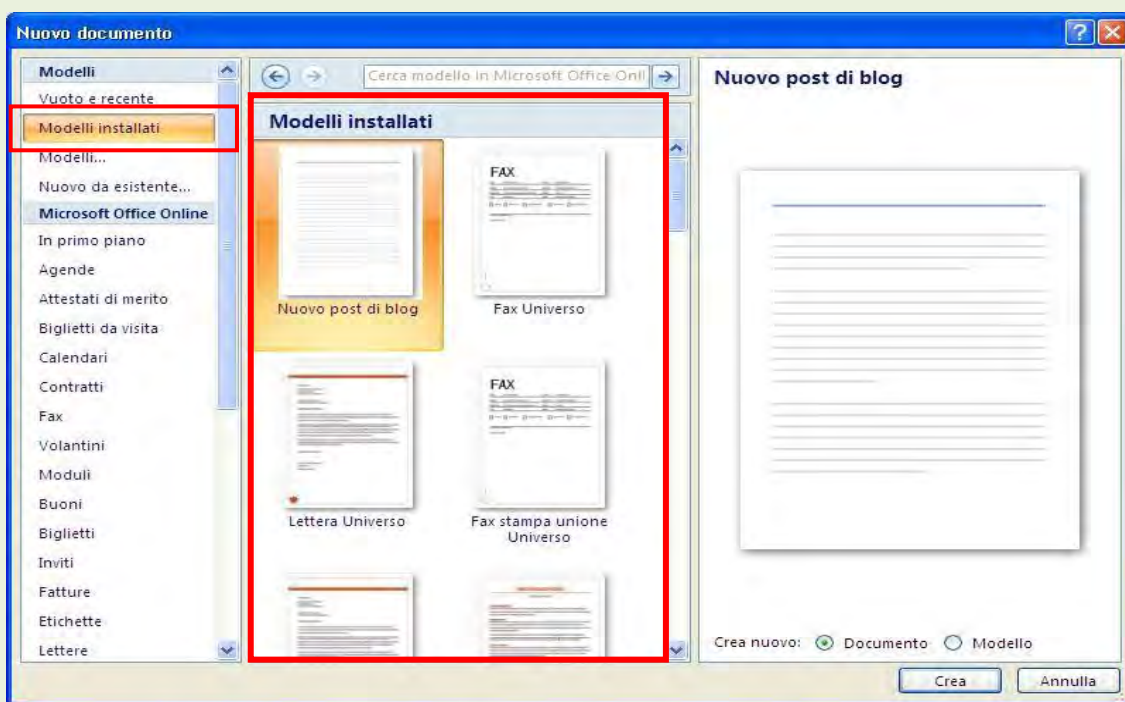 Nuovo documento
Modelli
Vuoto e recente
Modelli installati
Modelli...
Nuovo da esistente...
Microsoft Office Online
In primo piano
Agende
Attestati di merito
Biglietti da visita
Calendari
Contratti
Fax
Volantini
Moduli
Buoni
Biglietti
Inviti
Fatture
Etichette
Lettere
Cerca modello in Microsoft Office Onli
Modelli installati
FAX
Nuovo post di blog
Fax Universo
FAX
Lettera Universo
Fax stampa unione
Universo
Nuovo post di blog
Crea nuovo: Documento Modello
Crea Annulla